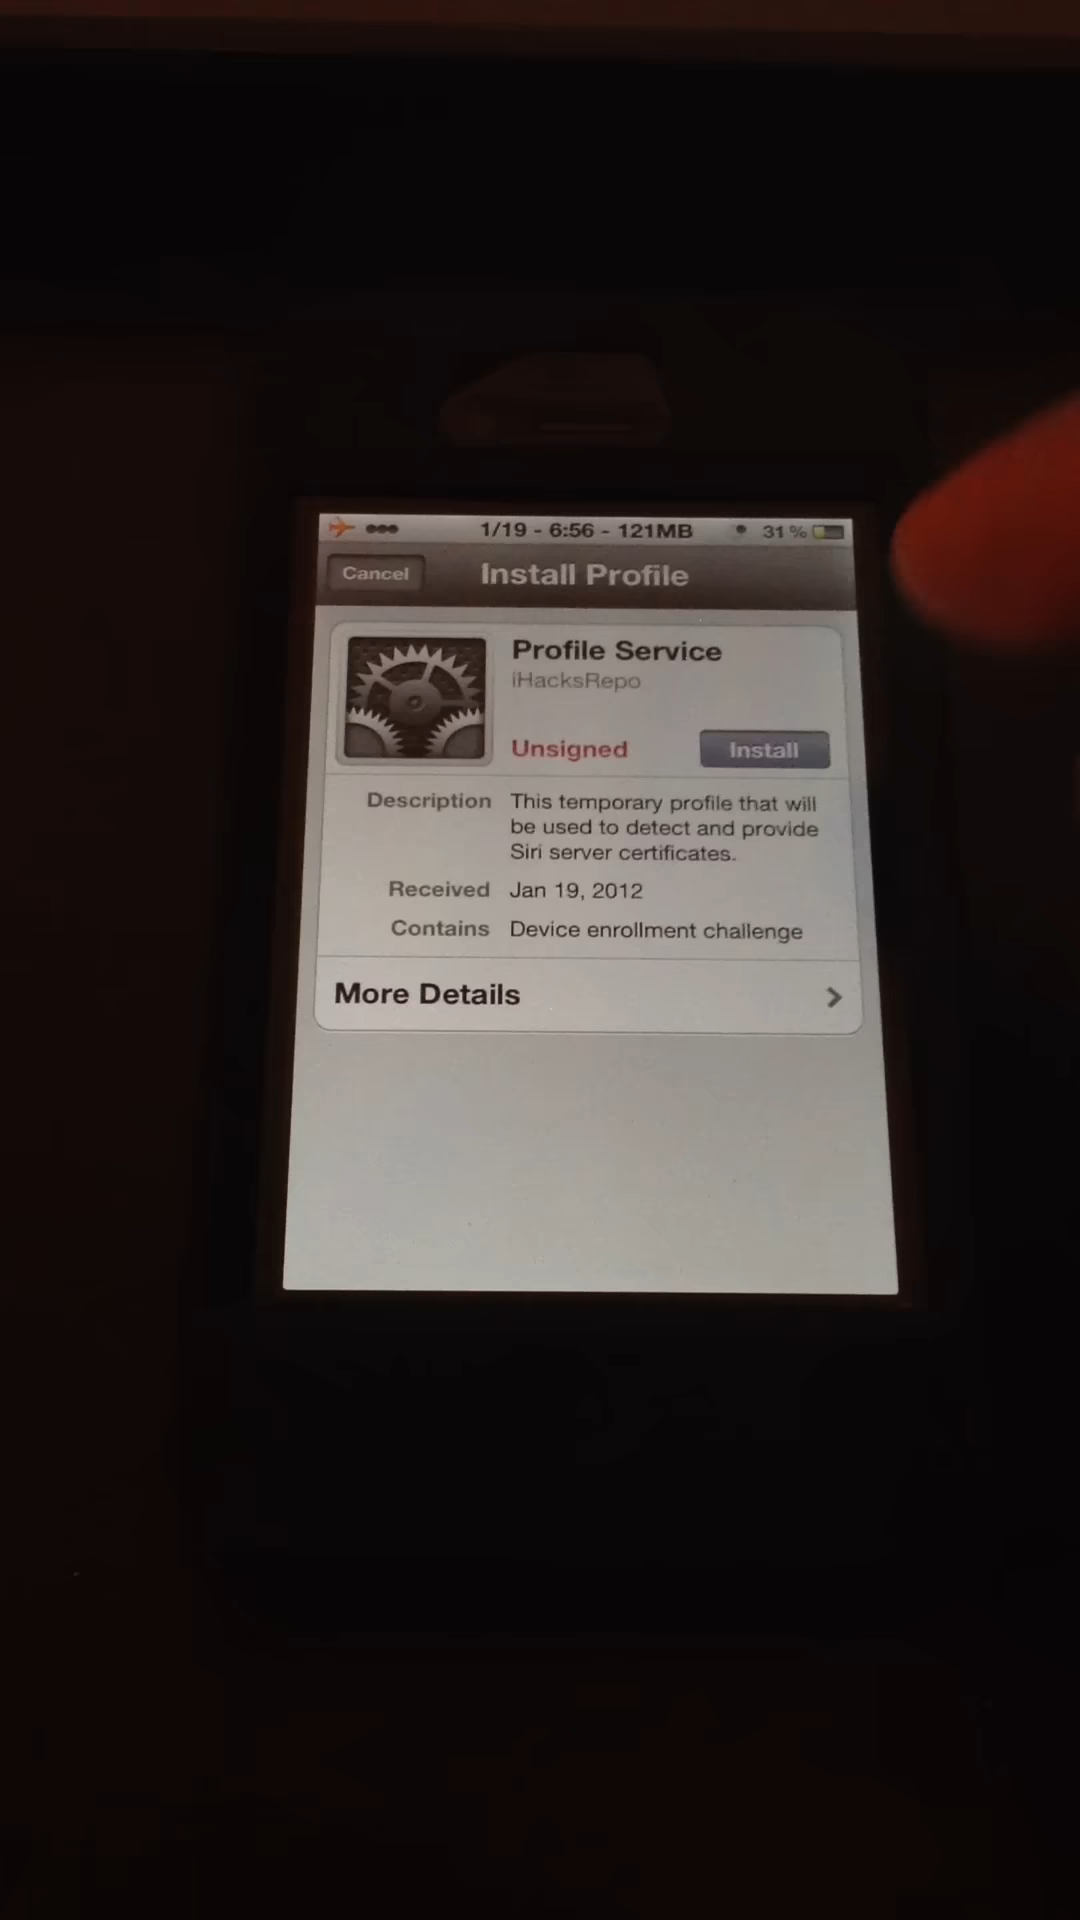 1/19 - 6:56 - 121MB 31%
Cancel Install Profile
Profile Service
iHacksRepo
Unsigned Install
Description This temporary profile that will
be used to detect and provide
Siri server certificates.
Received Jan 19, 2012
Contains Device enrollment challenge
More Details